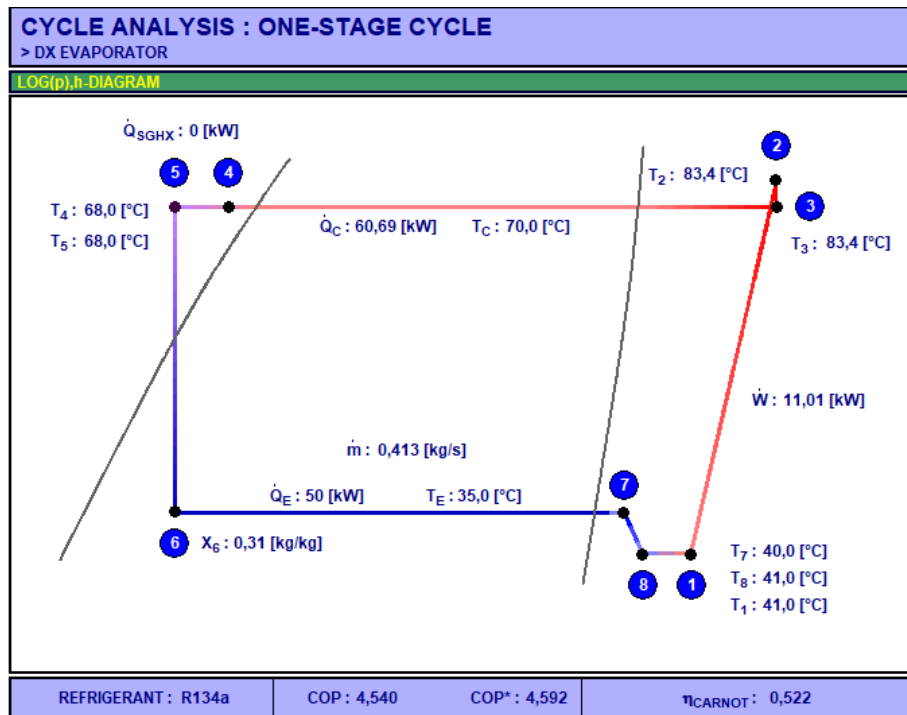 CYCLE ANALYSIS : ONE-STAGE CYCLE
> DX EVAPORATOR
LOG(p),h-DIAGRAM
Q̇SGHX : 0 [kW]
5
4
2
T2 : 83,4 [°C]
T4 : 68,0 [°C]
3
Q̇C : 60,69 [kW]
TC : 70,0 [°C]
T5 : 68,0 [°C]
T3 : 83,4 [°C]
Ẇ : 11,01 [kW]
ṁ : 0,413 [kg/s]
7
Q̇E : 50 [kW]
TE : 35,0 [°C]
6
X6 : 0,31 [kg/kg]
8
1
T7 : 40,0 [°C]
T8 : 41,0 [°C]
T1 : 41,0 [°C]
REFRIGERANT : R134a
COP : 4,540
COP* : 4,592
ηCARNOT : 0,522